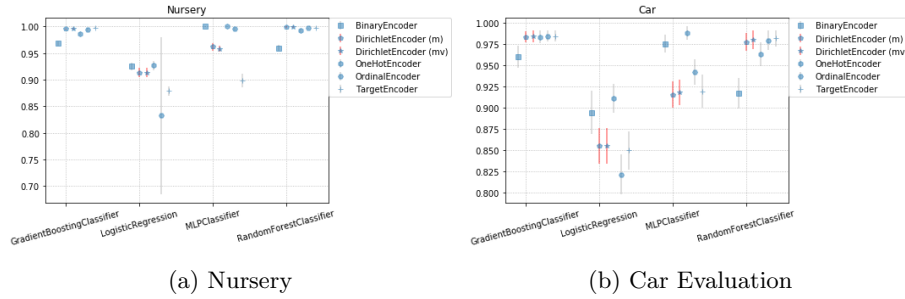 Nursery
1.00
0.95
0.90
0.85
0.80
0.75
0.70
GradientBoostingClassifier
LogisticRegression
MLPClassifier
RandomForestClassifier
BinaryEncoder
DirichletEncoder (m)
DirichletEncoder (mv)
OneHotEncoder
OrdinalEncoder
TargetEncoder
(a) Nursery
Car
1.000
0.975
0.950
0.925
0.900
0.875
0.850
0.825
0.800
GradientBoostingClassifier
LogisticRegression
MLPClassifier
RandomForestClassifier
BinaryEncoder
DirichletEncoder (m)
DirichletEncoder (mv)
OneHotEncoder
OrdinalEncoder
TargetEncoder
(b) Car Evaluation